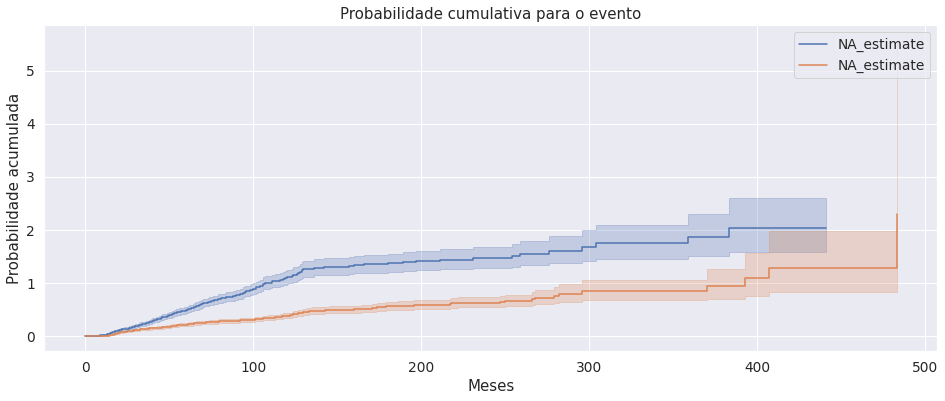 Probabilidade cumulativa para o evento
NA_estimate
NA_estimate
Probabilidade acumulada
5
4
3
2
1
0
0 100 200 300 400 500
Meses